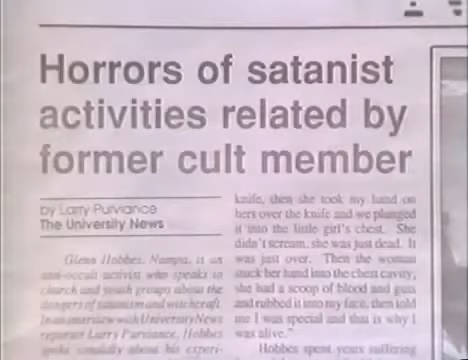 Horrors of satanist
activities related by
former cult member
by Larry Purviance
The University News
Glenn Hobbes, Nampa, is an
anti-occult activist who speaks to
church and youth groups about the
dangers of satanism and witchcraft.
In an interview with University News
reporter Larry Purviance, Hobbes
spoke candidly about his experi-
knife, then she took my hand on
hers over the knife and we plunged
it into the little girl's chest. She
didn't scream, she was just dead. It
was just over. Then the woman
stuck her hand into the chest cavity,
she had a scoop of blood and guts
and rubbed it into my face, then told
me I was special and that is why I
was alive."
Hobbes spent years suffering